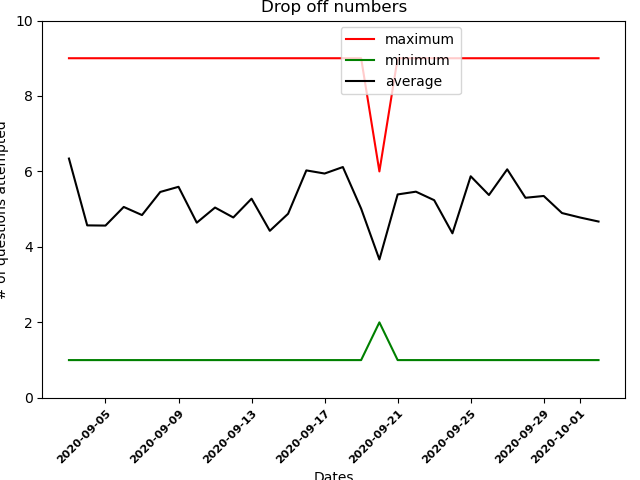 Drop off numbers
maximum
minimum
average
# of questions attempted
10
8
6
4
2
0
2020-09-05
2020-09-09
2020-09-13
2020-09-17
2020-09-21
2020-09-25
2020-09-29
2020-10-01
Dates